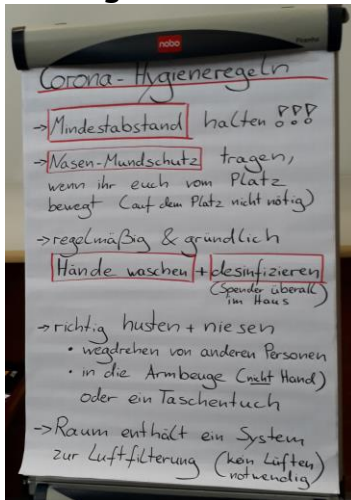 nobo
Corona-Hygieneregeln
→ Mindestabstand halten !!!
→ Nasen-Mundschutz tragen,
wenn ihr euch vom Platz
bewegt (auf dem Platz nicht nötig)
→ regelmäßig & gründlich
Hände waschen + desinfizieren
(Spender überall
im Haus)
→ richtig husten + niesen
• wegdrehen von anderen Personen
• in die Armbeuge (nicht Hand)
oder ein Taschentuch
→ Raum enthält ein System
zur Luftfilterung (kein Lüften
notwendig)